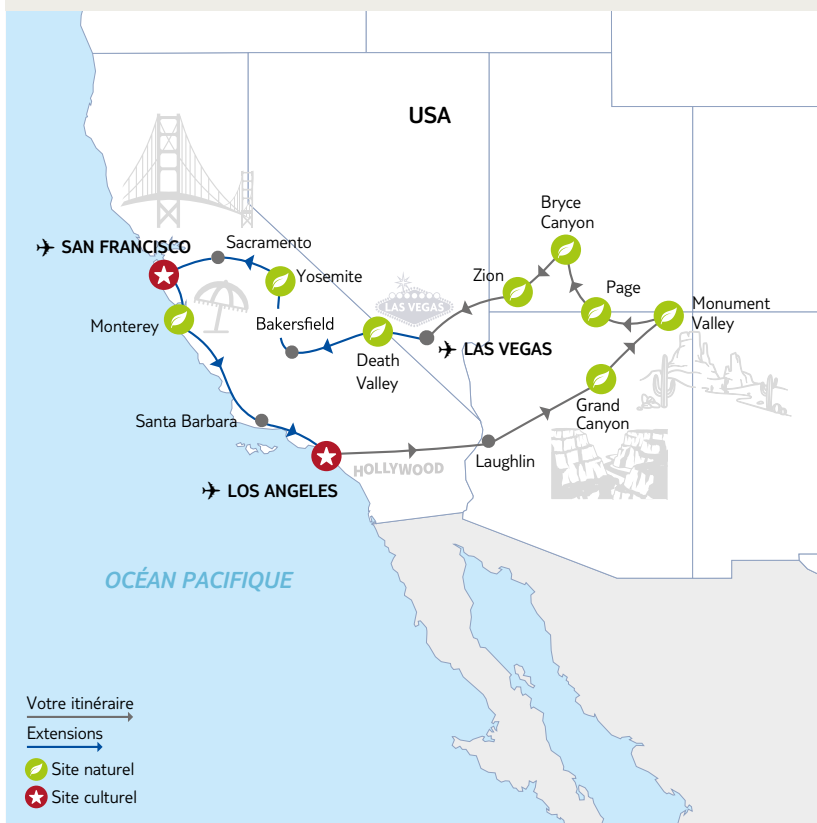 USA
Bryce
Canyon
SAN FRANCISCO
Sacramento
Zion
Yosemite
Page
LAS VEGAS
Monument
Valley
Monterey
Bakersfield
LAS VEGAS
Death
Valley
Grand
Canyon
Santa Barbara
Laughlin
HOLLYWOOD
LOS ANGELES
OCÉAN PACIFIQUE
Votre itinéraire
Extensions
Site naturel
Site culturel